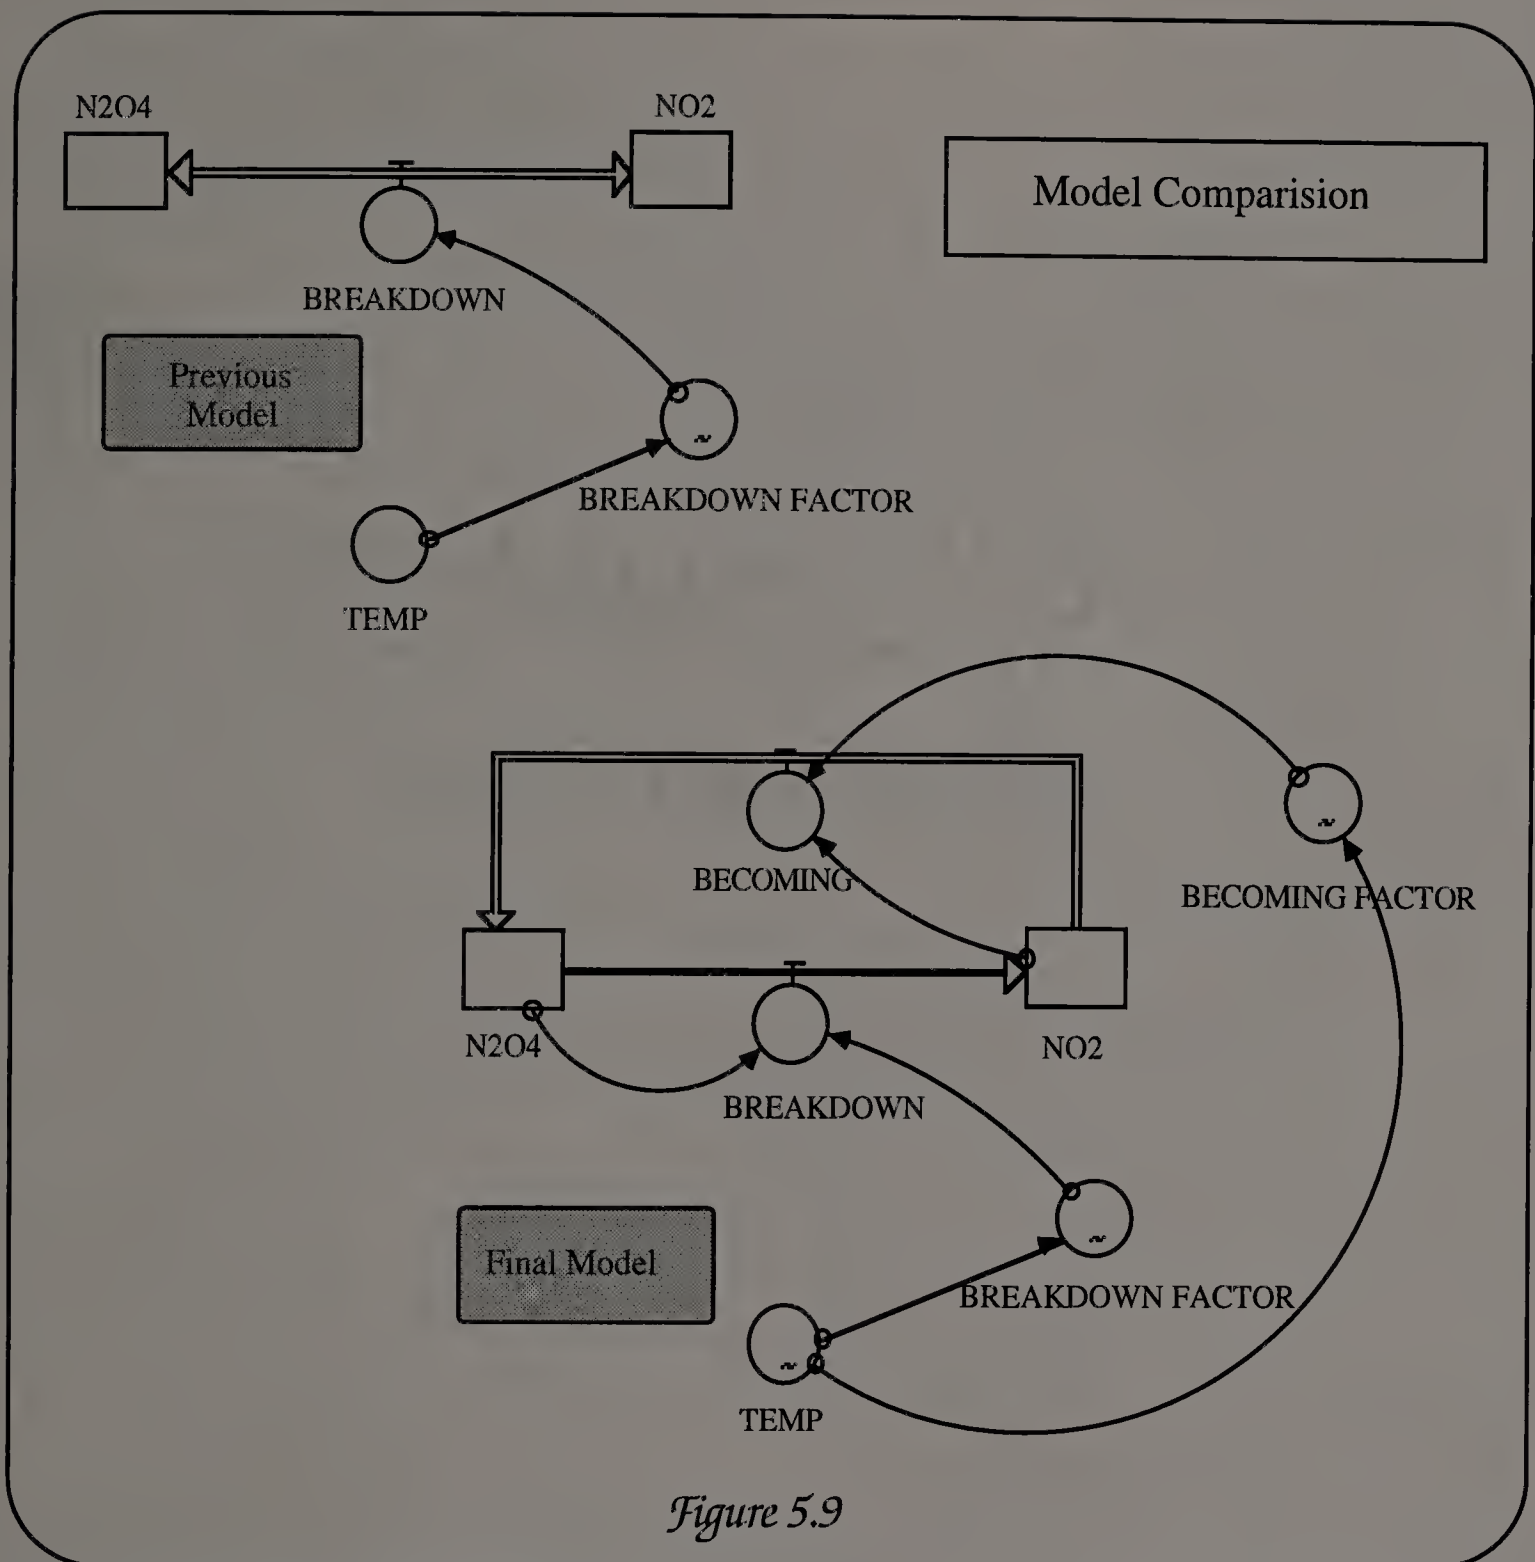 N2O4
NO2
Model Comparision
BREAKDOWN
Previous
Model
~
BREAKDOWN FACTOR
TEMP
~
BECOMING
BECOMING FACTOR
N2O4
NO2
BREAKDOWN
~
Final Model
BREAKDOWN FACTOR
~
TEMP
Figure 5.9